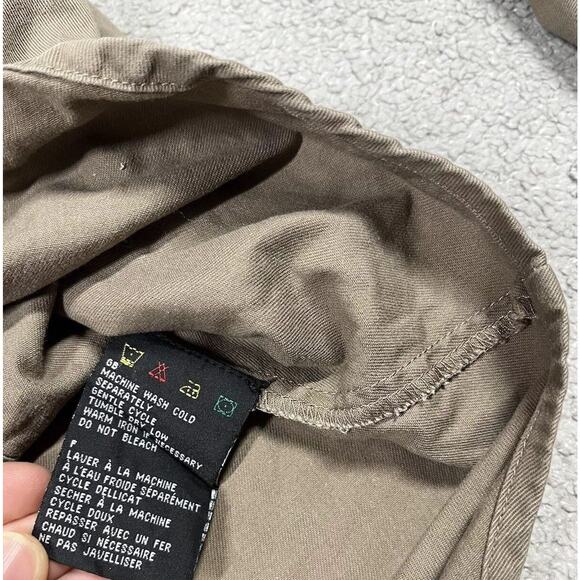 GB
MACHINE WASH COLD
SEPARATELY
GENTLE CYCLE
TUMBLE DRY LOW
WARM IRON IF NECESSARY
DO NOT BLEACH
F
LAVER À LA MACHINE
À L'EAU FROIDE SÉPARÉMENT
CYCLE DELLICAT
SECHER À LA MACHINE
CYCLE DOUX
REPASSER AVEC UN FER
CHAUD SI NÉCESSAIRE
NE PAS JAVELLISER